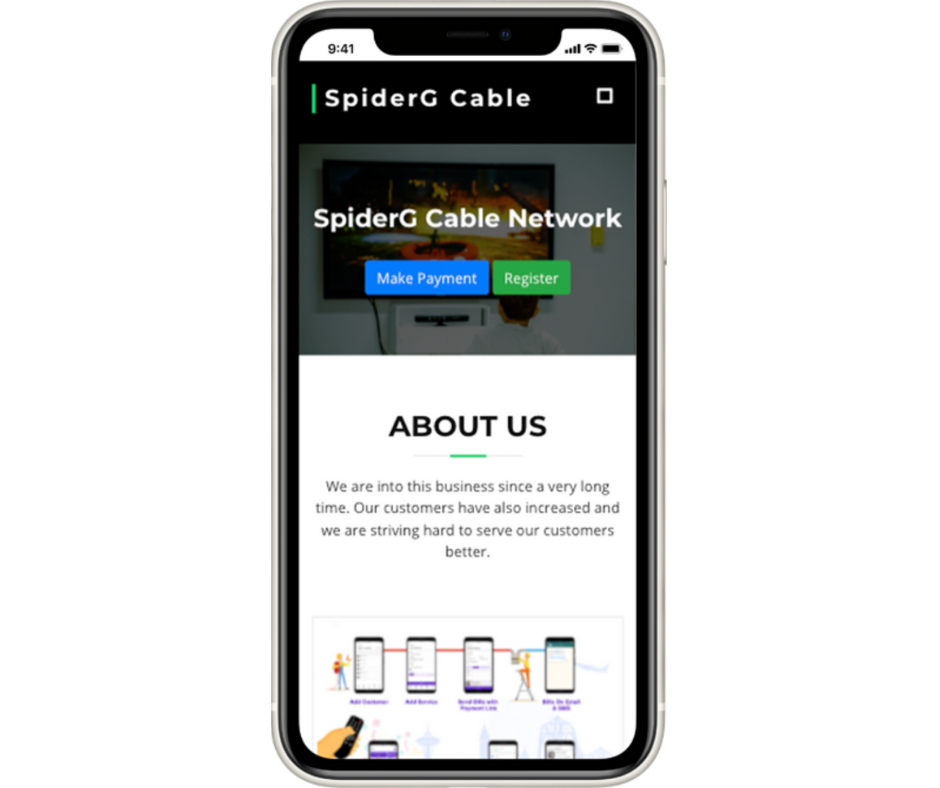 9:41
SpiderG Cable
SpiderG Cable Network
Make Payment
Register
ABOUT US
We are into this business since a very long
time. Our customers have also increased and
we are striving hard to serve our customers
better.
Add Customer
Add Service
Send Bills with
Payment Link
Bills On Email
& SMS